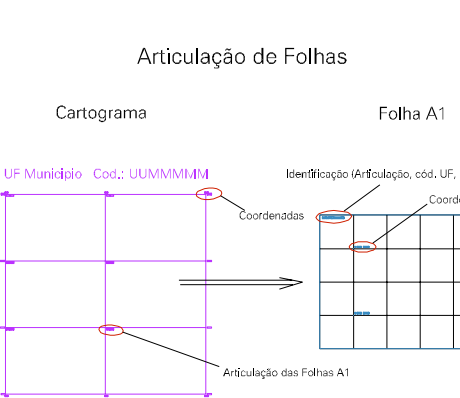 Articulação de Folhas
Cartograma
Folha A1
UF Municipio Cod.: UUMMMMM
Identificação (Articulação, cód. UF,
Coordenadas
Articulação das Folhas A1